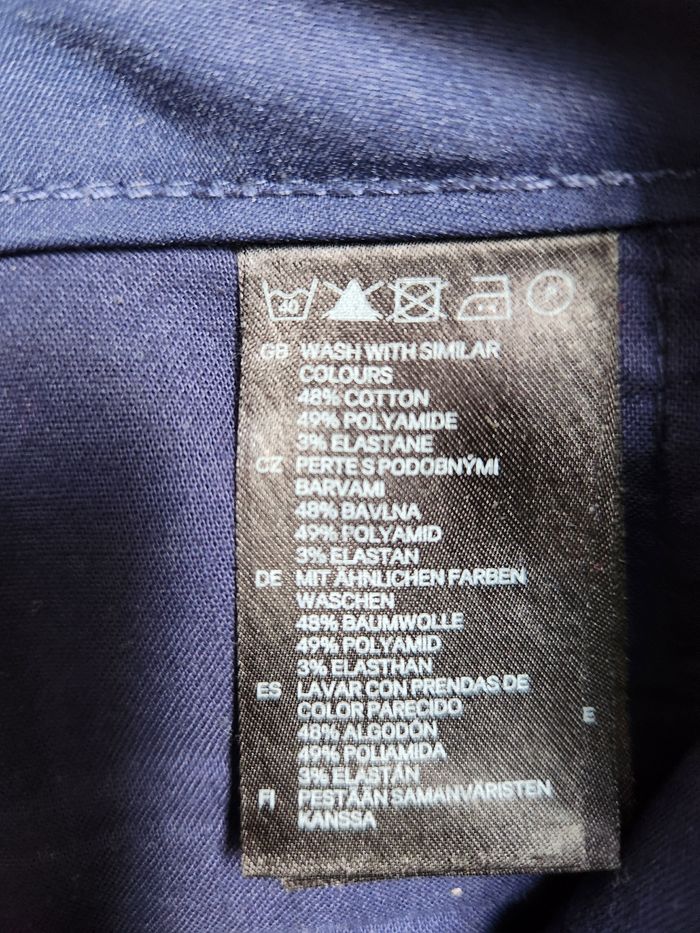 GB WASH WITH SIMILAR
COLOURS
48% COTTON
49% POLYAMIDE
3% ELASTANE
CZ PERTE S PODOBNÝMI
BARVAMI
48% BAVLNA
49% POLYAMID
3% ELASTAN
DE MIT ÄHNLICHEN FARBEN
WASCHEN
48% BAUMWOLLE
49% POLYAMID
3% ELASTHAN
ES LAVAR CON PRENDAS DE
COLOR PARECIDO
48% ALGODÓN
E
49% POLIAMIDA
3% ELASTÁN
FI PESTÄÄN SAMANVÄRISTEN
KANSSA